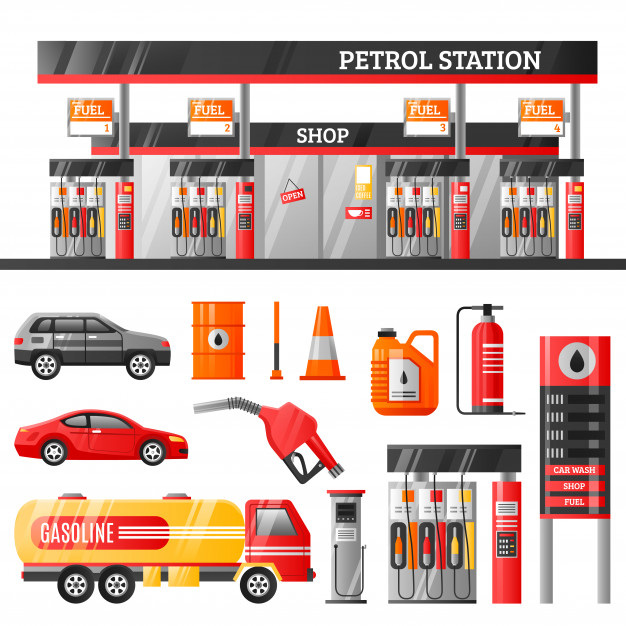 PETROL STATION
FUEL
1
FUEL
2
FUEL
3
FUEL
4
SHOP
OPEN
CAR WASH
SHOP
FUEL
GASOLINE